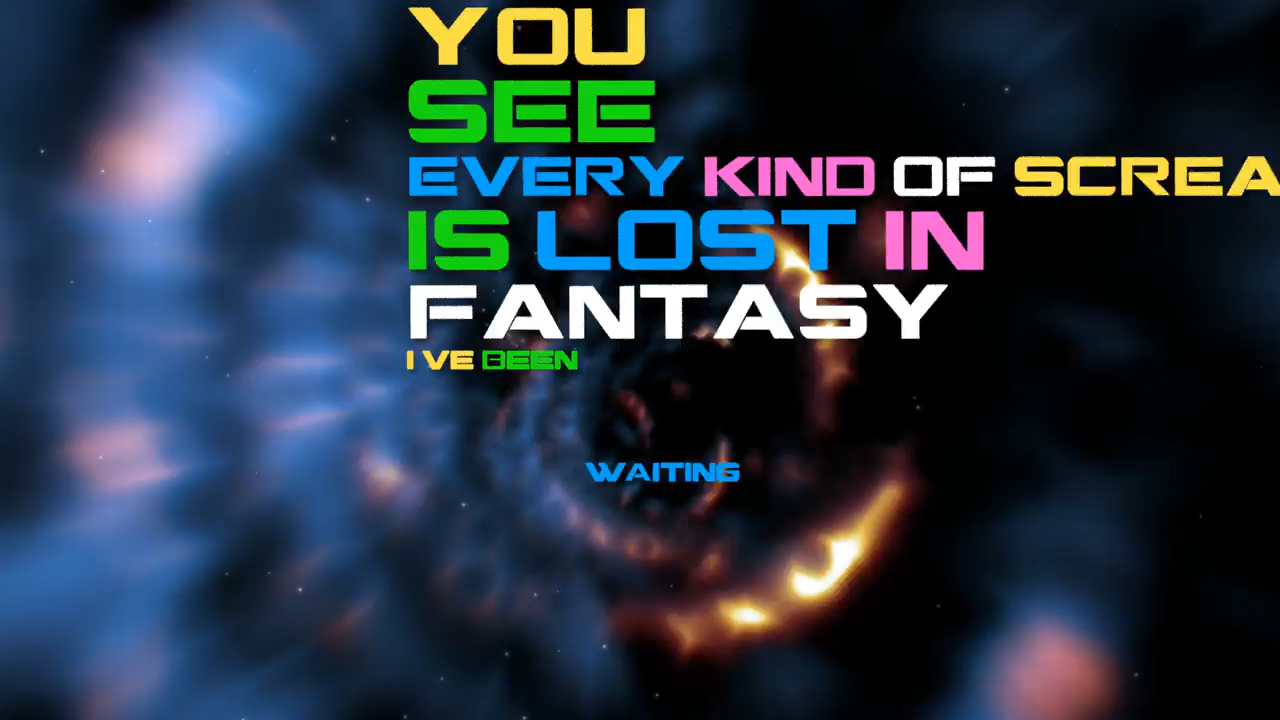 YOU
SEE
EVERY KIND OF SCREA
IS LOST IN
FANTASY
I VE BEEN
WAITING